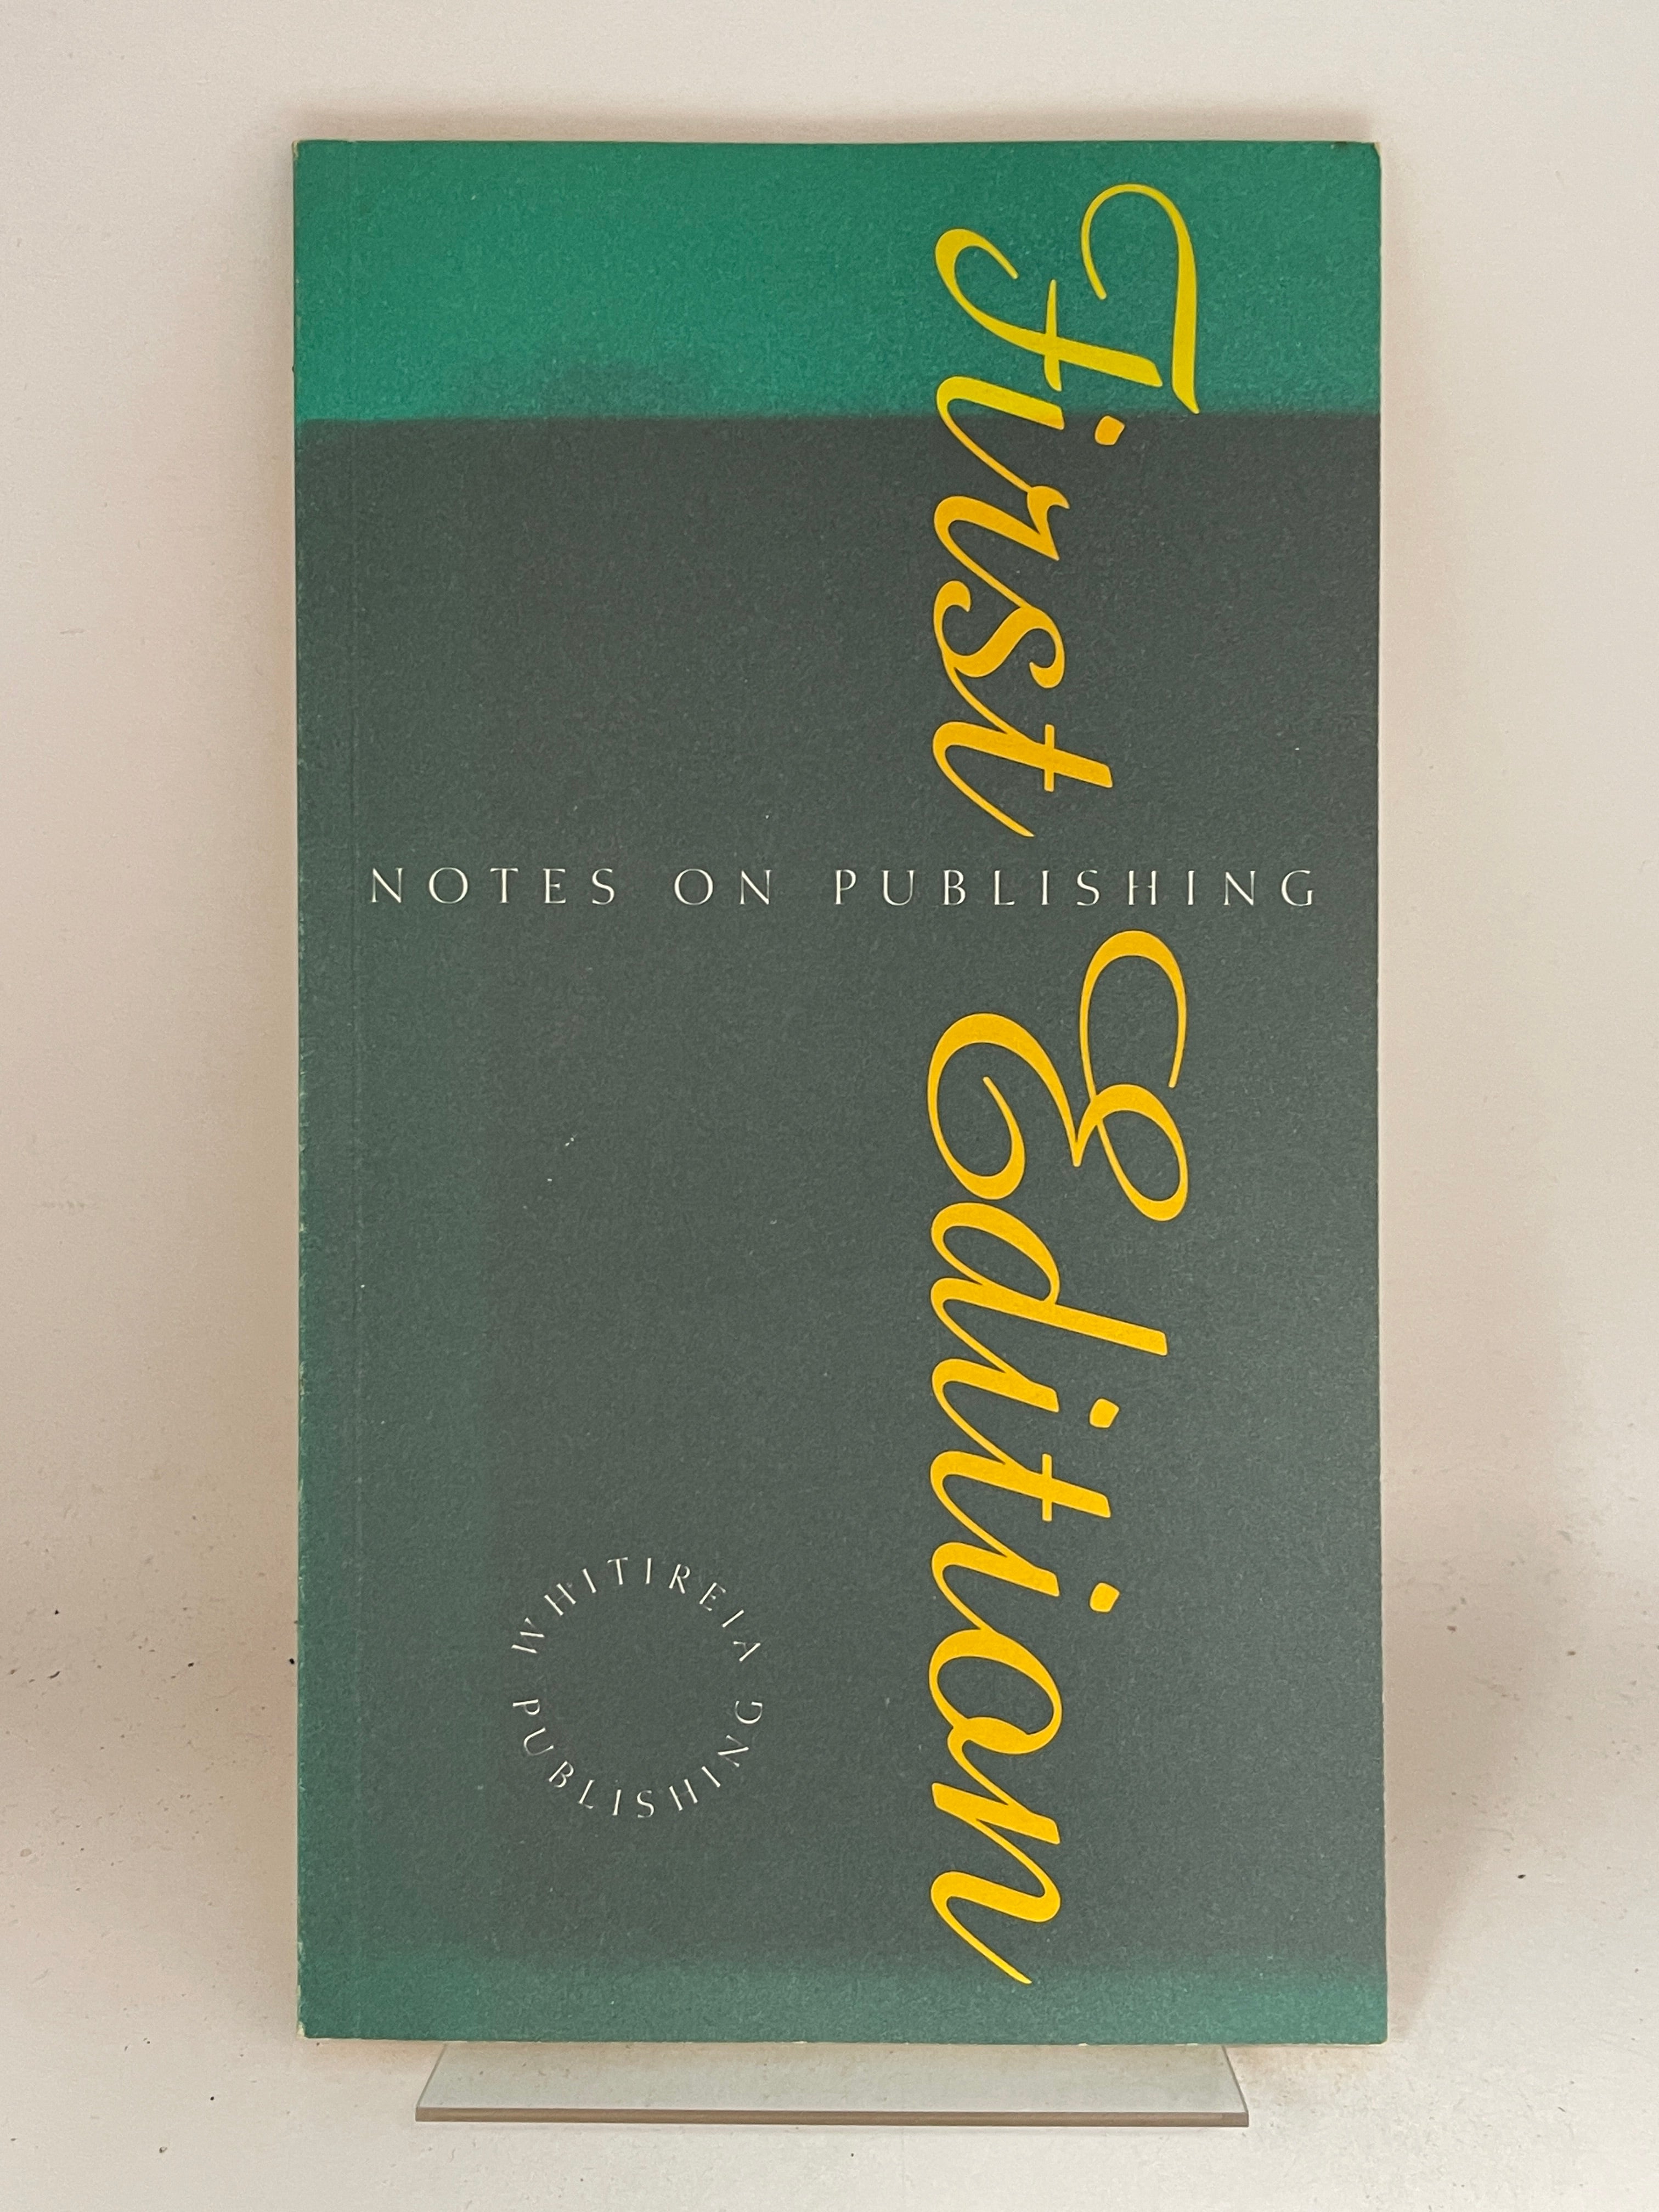 First Edition
NOTES ON PUBLISHING
WHITIREIA
PUBLISHING